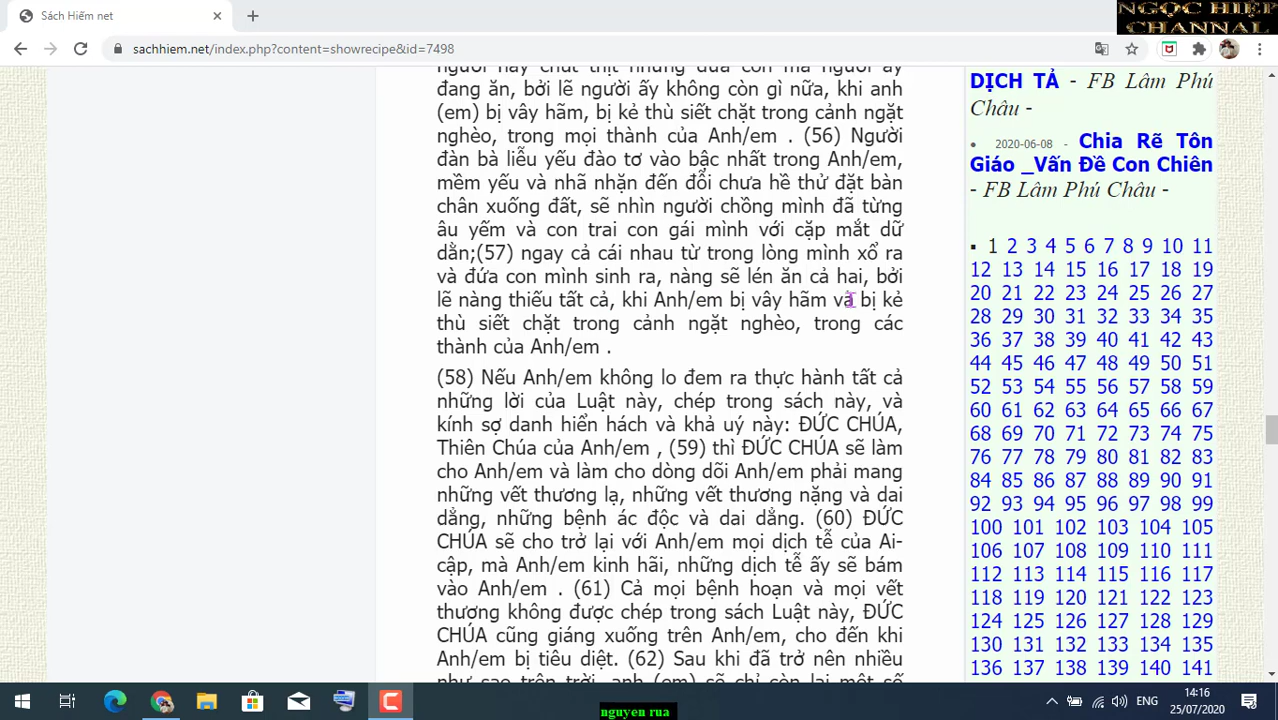 Sách Hiếm net
NGỌC HIỆP
CHANNAL
sachhiem.net/index.php?content=showrecipe&id=7498
người này chút thịt những đứa con mà người ấy
đang ăn, bởi lẽ người ấy không còn gì nữa, khi anh
(em) bị vây hãm, bị kẻ thù siết chặt trong cảnh ngặt
nghèo, trong mọi thành của Anh/em . (56) Người
đàn bà liễu yếu đào tơ vào bậc nhất trong Anh/em,
mềm yếu và nhã nhặn đến đỗi chưa hề thử đặt bàn
chân xuống đất, sẽ nhìn người chồng mình đã từng
âu yếm và con trai con gái mình với cặp mắt dữ
dằn;(57) ngay cả cái nhau từ trong lòng mình xổ ra
và đứa con mình sinh ra, nàng sẽ lén ăn cả hai, bởi
lẽ nàng thiếu tất cả, khi Anh/em bị vây hãm và bị kẻ
thù siết chặt trong cảnh ngặt nghèo, trong các
thành của Anh/em .
(58) Nếu Anh/em không lo đem ra thực hành tất cả
những lời của Luật này, chép trong sách này, và
kính sợ danh hiển hách và khả uý này: ĐỨC CHÚA,
Thiên Chúa của Anh/em , (59) thì ĐỨC CHÚA sẽ làm
cho Anh/em và làm cho dòng dõi Anh/em phải mang
những vết thương lạ, những vết thương nặng và dai
dẳng, những bệnh ác độc và dai dẳng. (60) ĐỨC
CHÚA sẽ cho trở lại với Anh/em mọi dịch tễ của Ai-
cập, mà Anh/em kinh hãi, những dịch tễ ấy sẽ bám
vào Anh/em . (61) Cả mọi bệnh hoạn và mọi vết
thương không được chép trong sách Luật này, ĐỨC
CHÚA cũng giáng xuống trên Anh/em, cho đến khi
Anh/em bị tiêu diệt. (62) Sau khi đã trở nên nhiều
như sao trên trời, anh (em) sẽ chỉ còn lại một số
DỊCH TẢ - FB Lâm Phú
Châu -
2020-06-08 - Chia Rẽ Tôn
Giáo _Vấn Đề Con Chiên
- FB Lâm Phú Châu -
1 2 3 4 5 6 7 8 9 10 11
12 13 14 15 16 17 18 19
20 21 22 23 24 25 26 27
28 29 30 31 32 33 34 35
36 37 38 39 40 41 42 43
44 45 46 47 48 49 50 51
52 53 54 55 56 57 58 59
60 61 62 63 64 65 66 67
68 69 70 71 72 73 74 75
76 77 78 79 80 81 82 83
84 85 86 87 88 89 90 91
92 93 94 95 96 97 98 99
100 101 102 103 104 105
106 107 108 109 110 111
112 113 114 115 116 117
118 119 120 121 122 123
124 125 126 127 128 129
130 131 132 133 134 135
136 137 138 139 140 141
ENG
14:16
25/07/2020
nguyen rua